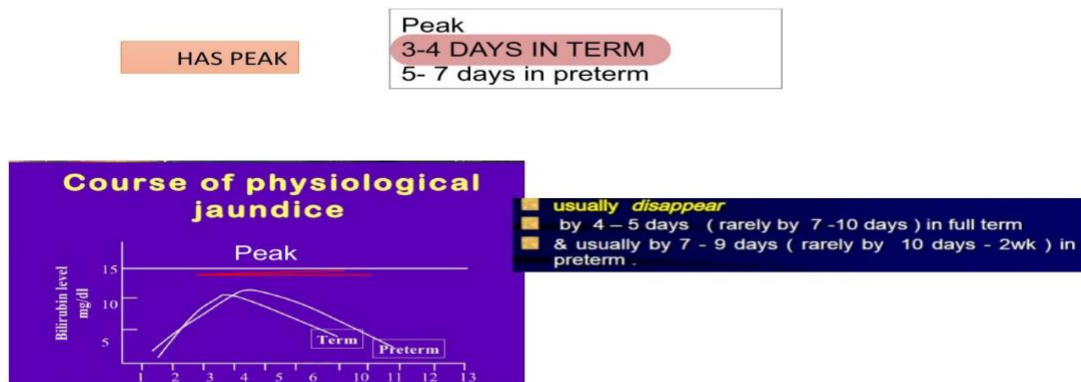 HAS PEAK
Peak
3-4 DAYS IN TERM
5- 7 days in preterm
Course of physiological
jaundice
Peak
Bilirubin level
mg/dl
15
10
5
Term
Preterm
1 2 3 4 5 6 10 11 12 13
usually disappear
by 4 – 5 days ( rarely by 7 -10 days ) in full term
& usually by 7 - 9 days ( rarely by 10 days - 2wk ) in
preterm .